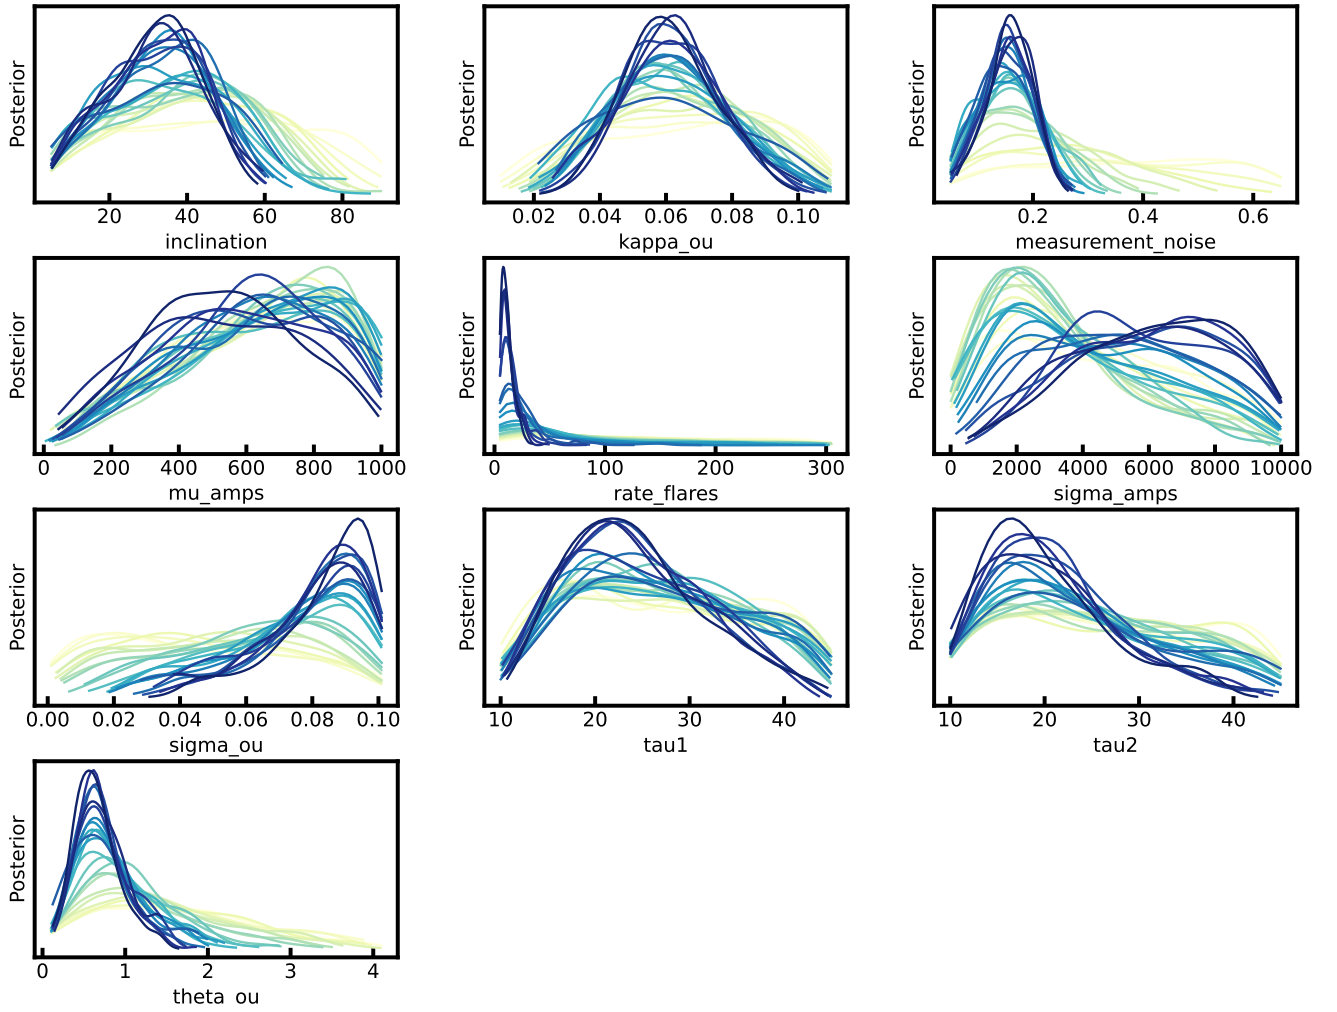 Posterior
20 40 60 80
inclination
Posterior
0.02 0.04 0.06 0.08 0.10
kappa_ou
Posterior
0.2 0.4 0.6
measurement_noise
Posterior
0 200 400 600 800 1000
mu_amps
Posterior
0 100 200 300
rate_flares
Posterior
0 2000 4000 6000 8000 10000
sigma_amps
Posterior
0.00 0.02 0.04 0.06 0.08 0.10
sigma_ou
Posterior
10 20 30 40
tau1
Posterior
10 20 30 40
tau2
Posterior
0 1 2 3 4
theta_ou